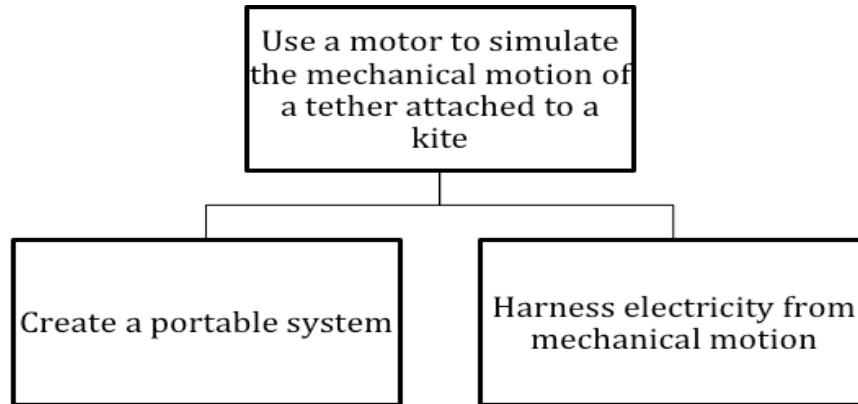 Use a motor to simulate
the mechanical motion of
a tether attached to a
kite
Create a portable system
Harness electricity from
mechanical motion